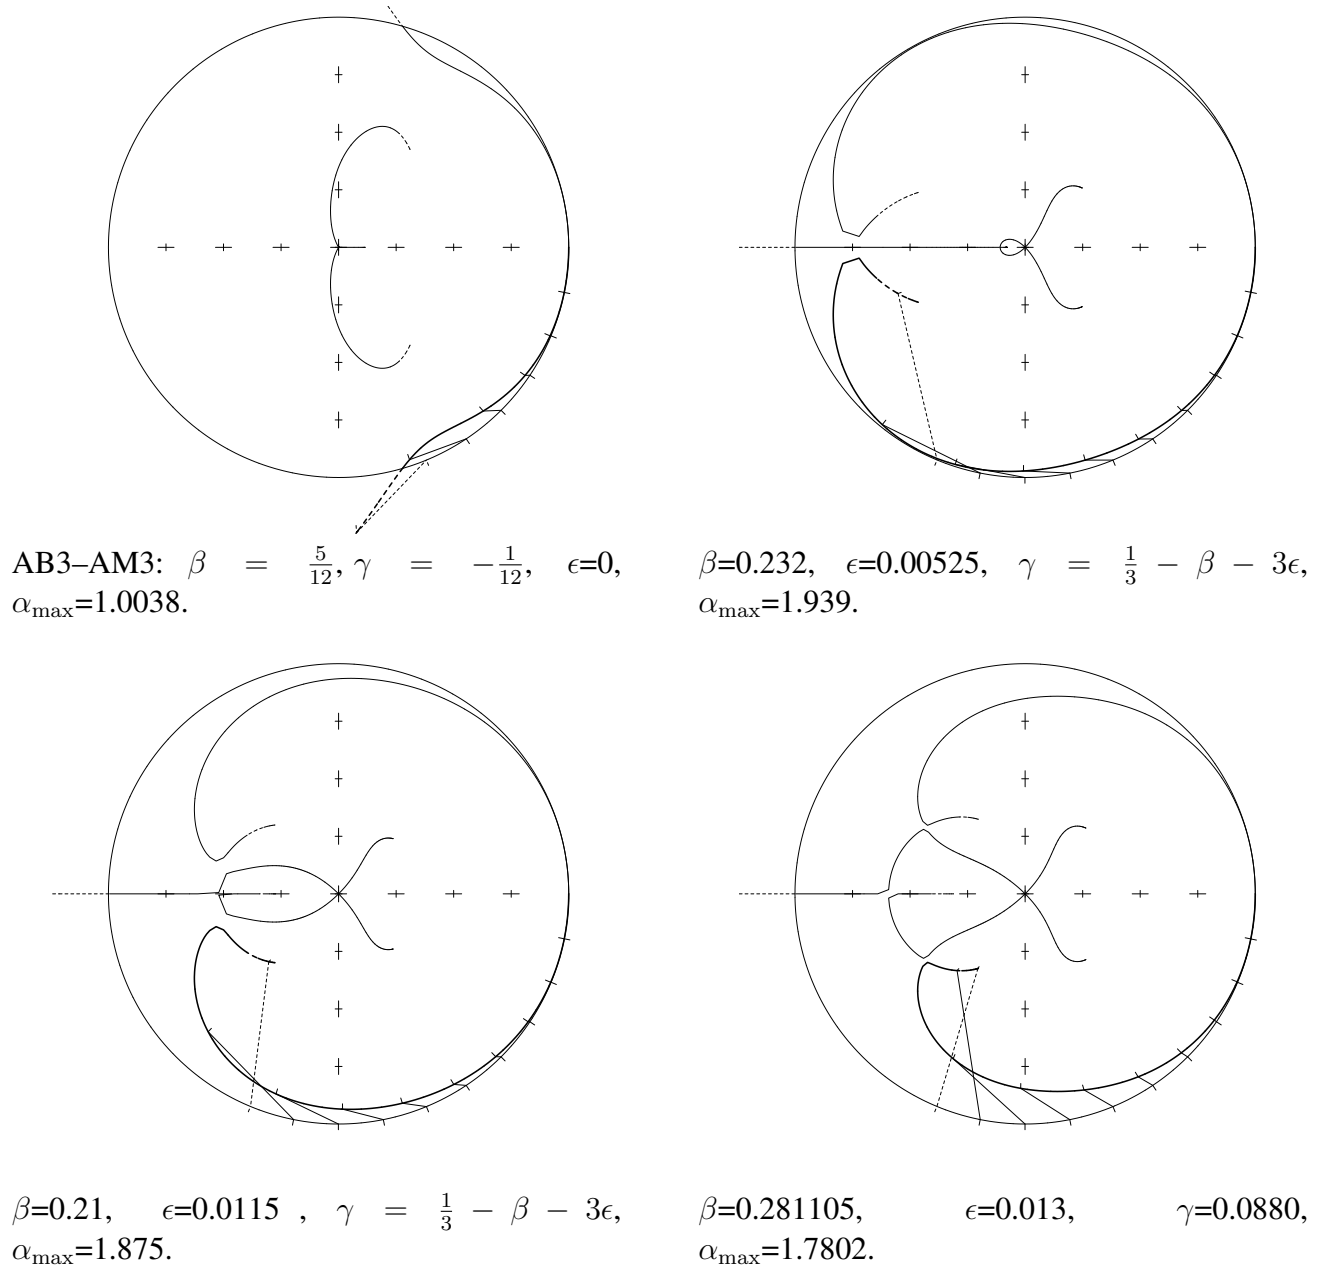 AB3–AM3: β = 5/12, γ = −1/12, ϵ=0,
α_max=1.0038.
β=0.232, ϵ=0.00525, γ = 1/3 − β − 3ϵ,
α_max=1.939.
β=0.21, ϵ=0.0115 , γ = 1/3 − β − 3ϵ,
α_max=1.875.
β=0.281105, ϵ=0.013, γ=0.0880,
α_max=1.7802.